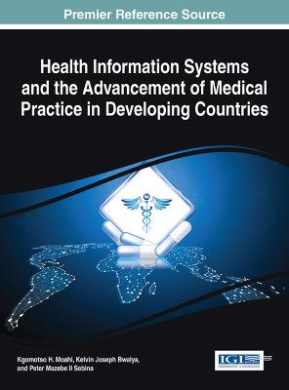 Premier Reference Source
Health Information Systems
and the Advancement of Medical
Practice in Developing Countries
Kgomotso H. Moahi, Kelvin Joseph Bwalya,
and Peter Mazebe II Sebina
IGI